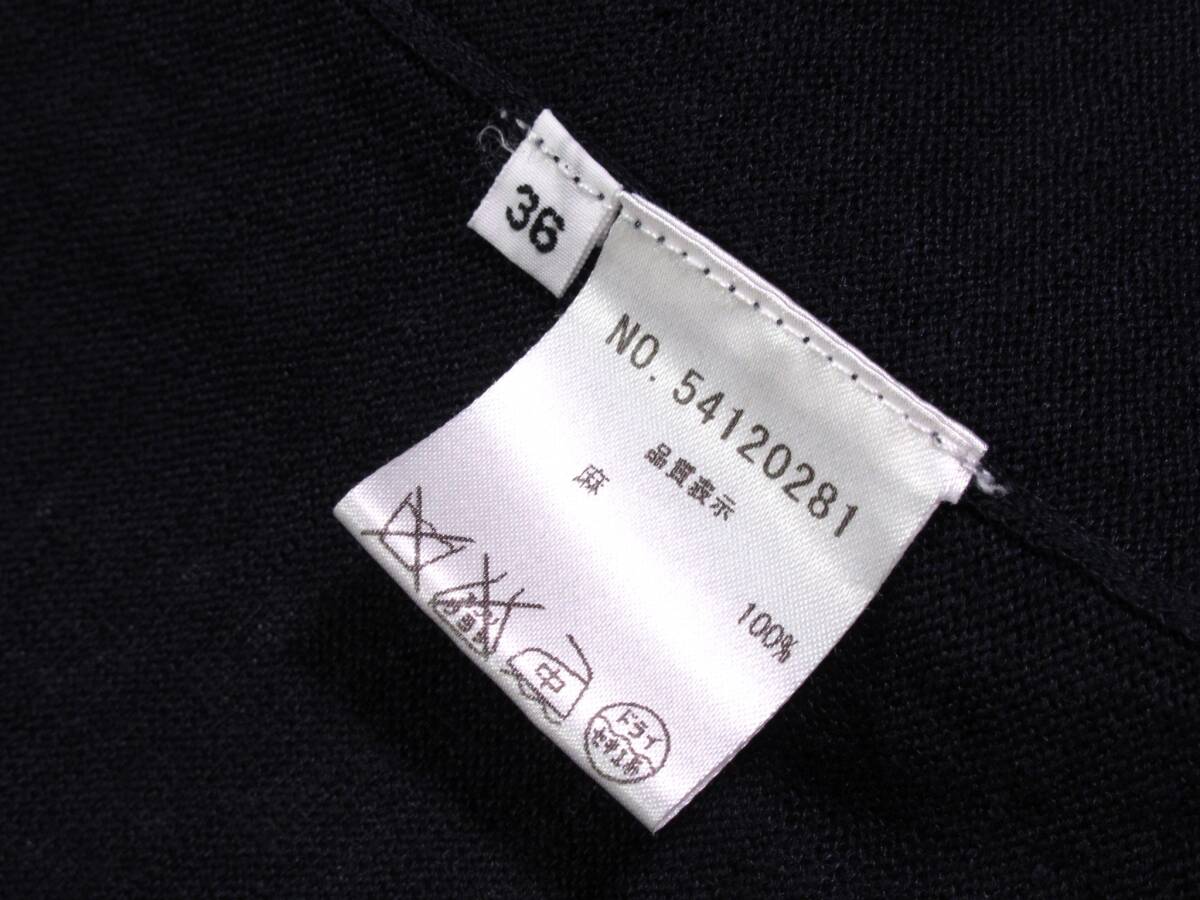 36
NO. 54120281
品質表示
麻 100%
中
ドライ
セキユ系